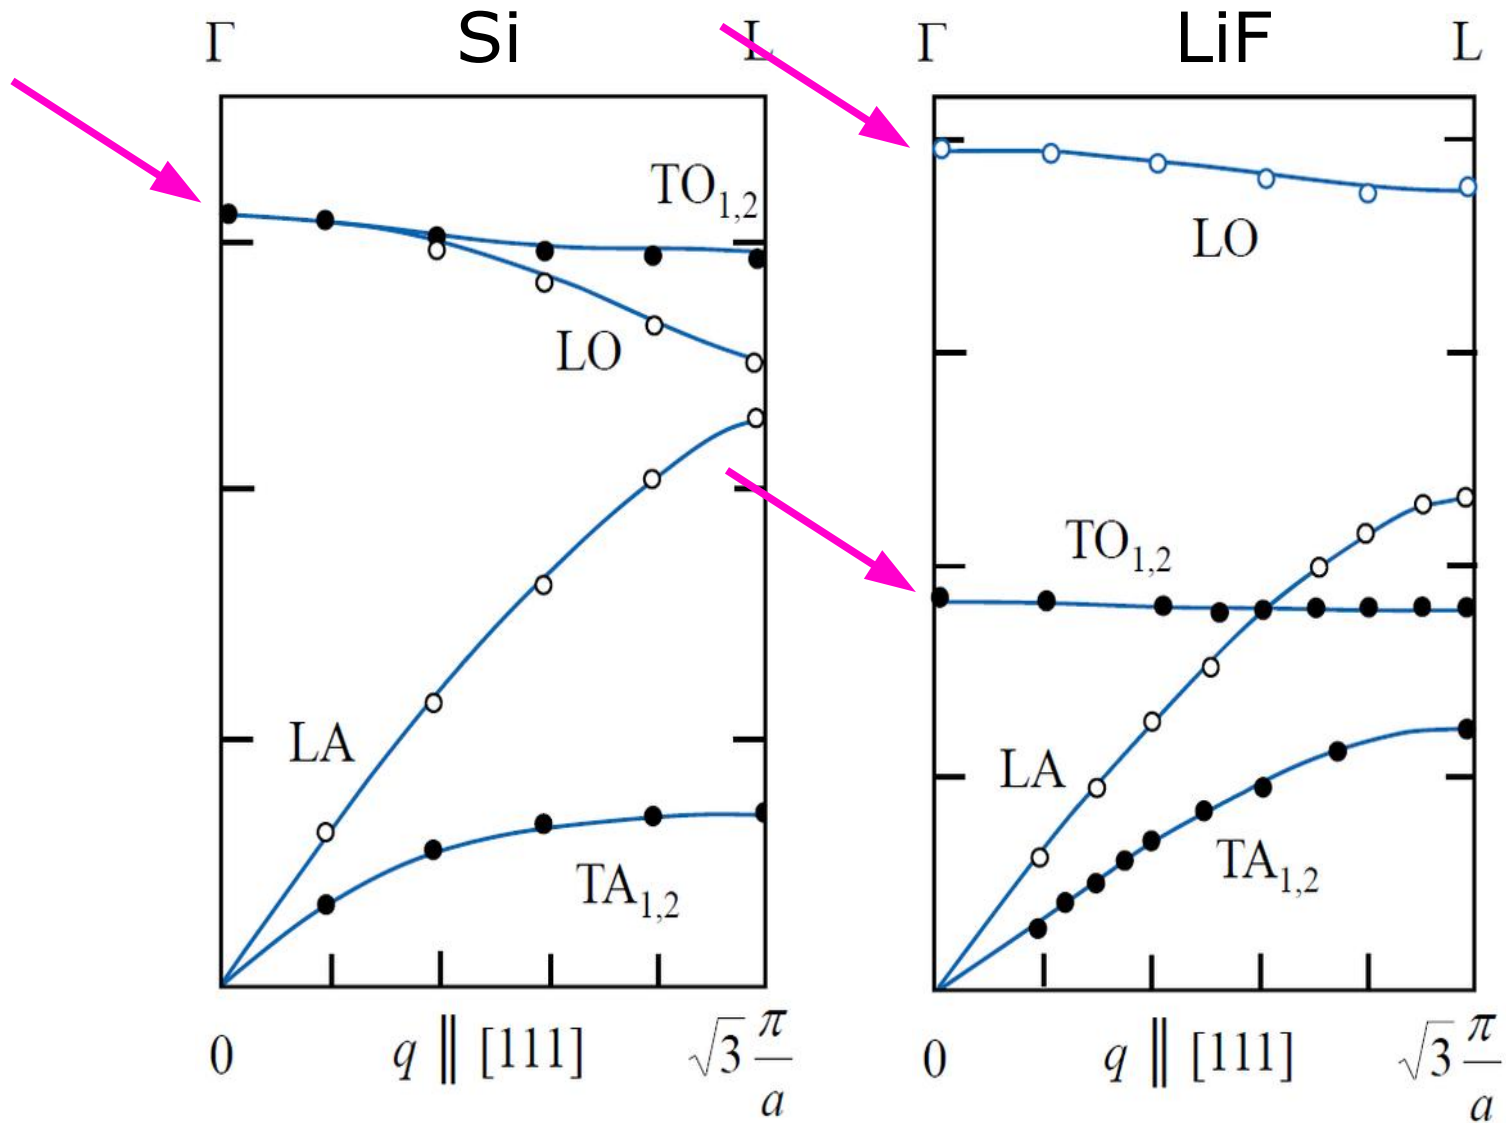 Γ Si L
TO1,2
LO
LA
TA1,2
0 q ∥ [111] √3 π/a
Γ LiF L
LO
TO1,2
LA
TA1,2
0 q ∥ [111] √3 π/a